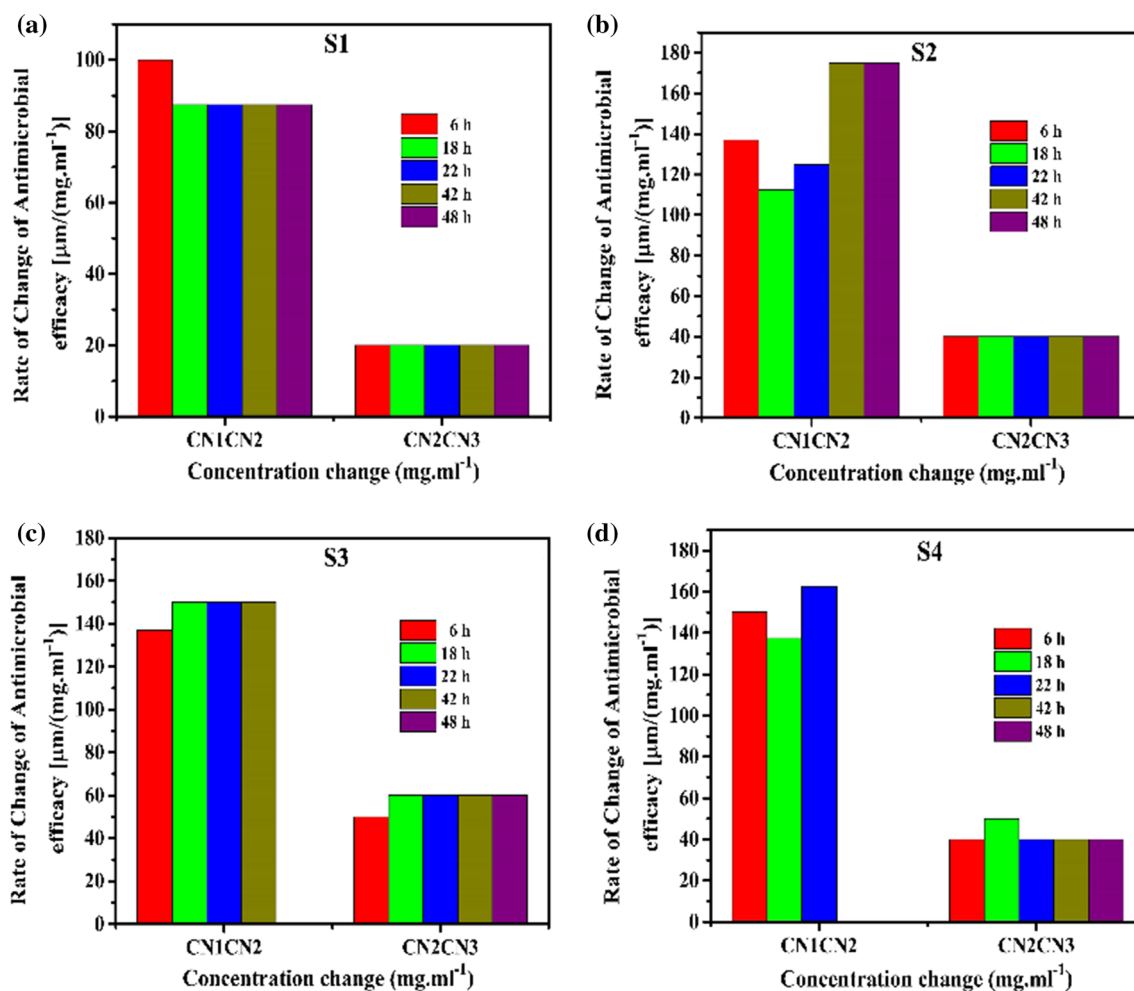 (a)
S1
Rate of Change of Antimicrobial
efficacy [µm/(mg.ml-1)]
100
80
60
40
20
0
6 h
18 h
22 h
42 h
48 h
CN1CN2
CN2CN3
Concentration change (mg.ml-1)
(b)
S2
Rate of Change of Antimicrobial
efficacy [µm/(mg.ml-1)]
180
160
140
120
100
80
60
40
20
0
6 h
18 h
22 h
42 h
48 h
CN1CN2
CN2CN3
Concentration change (mg.ml-1)
(c)
S3
Rate of Change of Antimicrobial
efficacy [µm/(mg.ml-1)]
180
160
140
120
100
80
60
40
20
0
6 h
18 h
22 h
42 h
48 h
CN1CN2
CN2CN3
Concentration change (mg.ml-1)
(d)
S4
Rate of Change of Antimicrobial
efficacy [µm/(mg.ml-1)]
180
160
140
120
100
80
60
40
20
0
6 h
18 h
22 h
42 h
48 h
CN1CN2
CN2CN3
Concentration change (mg.ml-1)